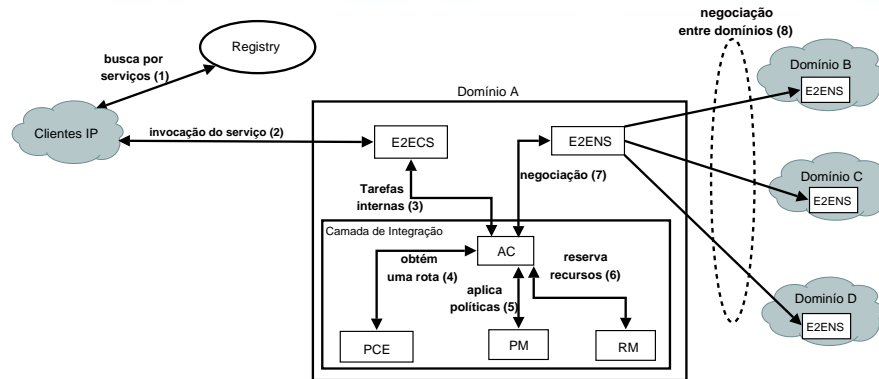 negociação
entre domínios (8)
Registry
busca por
serviços (1)
Domínio B
E2ENS
Domínio A
Clientes IP
invocação do serviço (2)
E2ECS
E2ENS
negociação (7)
Domínio C
E2ENS
Tarefas
internas (3)
Camada de Integração
AC
obtém
uma rota (4)
reserva
recursos (6)
aplica
políticas (5)
Dominío D
E2ENS
PCE
PM
RM